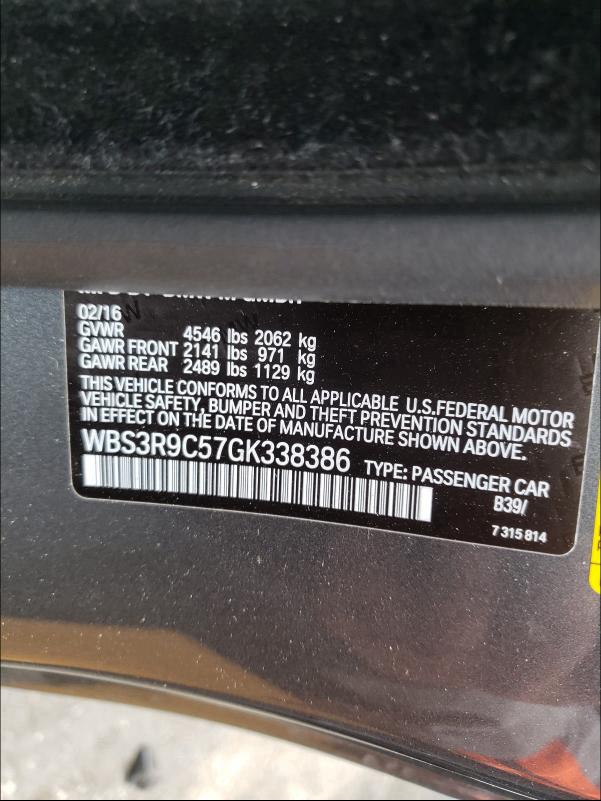 02/16
GVWR 4546 lbs 2062 kg
GAWR FRONT 2141 lbs 971 kg
GAWR REAR 2489 lbs 1129 kg
THIS VEHICLE CONFORMS TO ALL APPLICABLE U.S.FEDERAL MOTOR
VEHICLE SAFETY, BUMPER AND THEFT PREVENTION STANDARDS
IN EFFECT ON THE DATE OF MANUFACTURE SHOWN ABOVE.
WBS3R9C57GK338386 TYPE: PASSENGER CAR
B39/
7 315 814